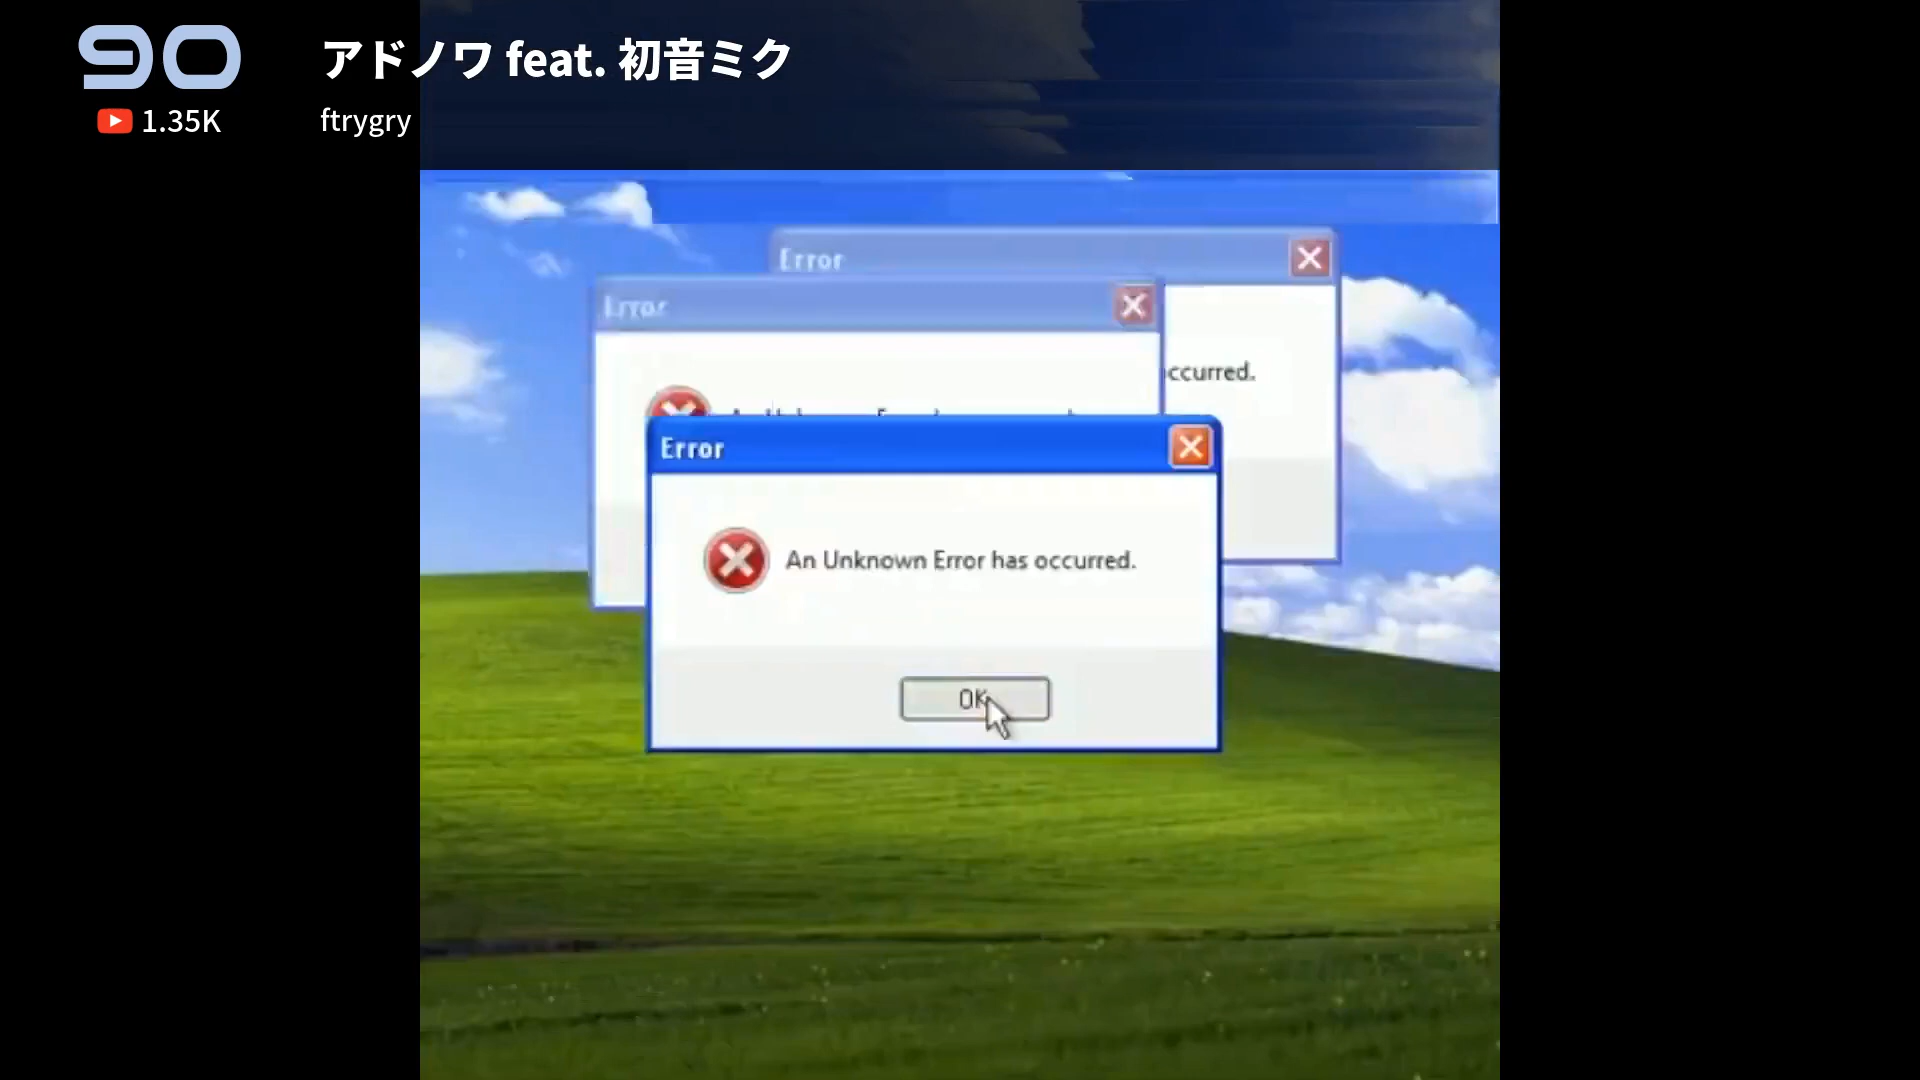 90
アドノワ feat. 初音ミク
1.35K
ftrygry
Error
Error
occurred.
Error
An Unknown Error has occurred.
OK